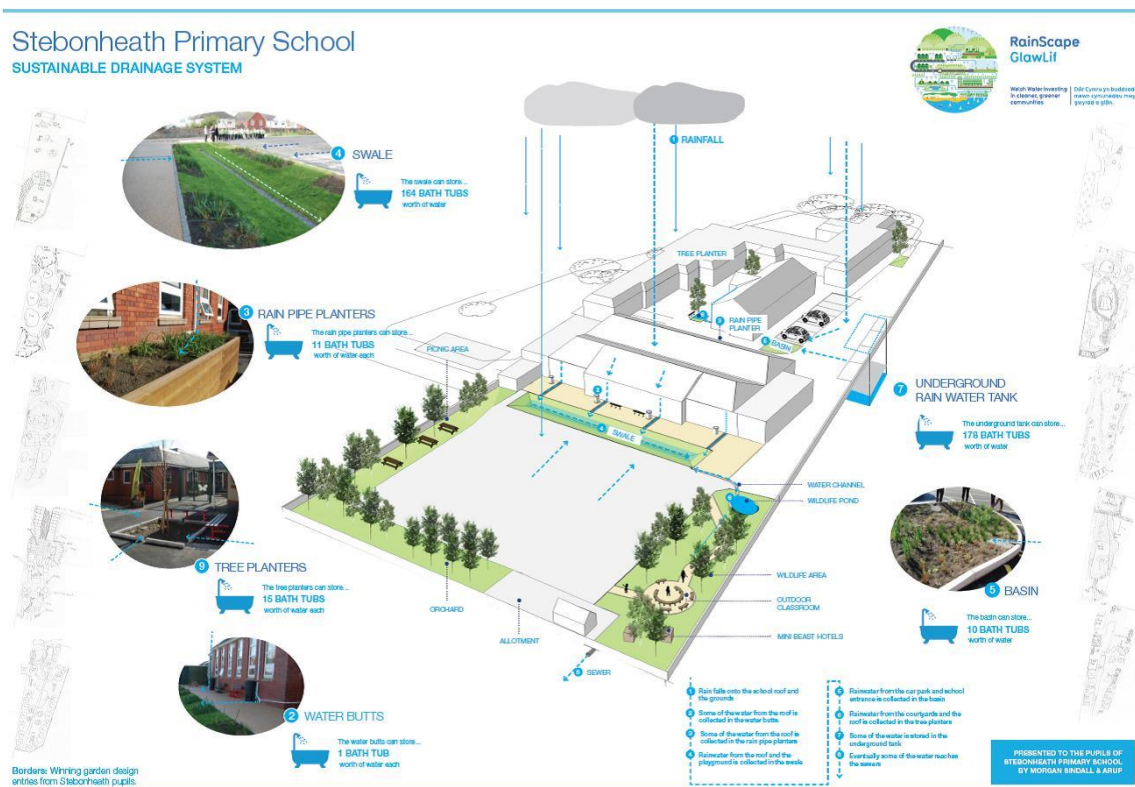 Stebonheath Primary School
SUSTAINABLE DRAINAGE SYSTEM
RainScape
GlawLif
Welsh Water investing
in cleaner, greener
communities
Dŵr Cymru yn buddsoddi
mewn cymunedau mwy
gwyrdd a glân.
1 RAINFALL
4 SWALE
The swale can store...
164 BATH TUBS
worth of water
3 RAIN PIPE PLANTERS
The rain pipe planters can store...
11 BATH TUBS
worth of water each
9 TREE PLANTERS
The tree planters can store...
15 BATH TUBS
worth of water each
2 WATER BUTTS
The water butts can store...
1 BATH TUB
worth of water each
7 UNDERGROUND
RAIN WATER TANK
The underground tank can store...
176 BATH TUBS
worth of water
5 BASIN
The basin can store...
10 BATH TUBS
worth of water
TREE PLANTER
3 RAIN PIPE
PLANTER
BASIN
PICNIC AREA
2
4 SWALE
WATER CHANNEL
WILDLIFE POND
WILDLIFE AREA
OUTDOOR
CLASSROOM
MINI BEAST HOTELS
ORCHARD
ALLOTMENT
SEWER
1 Rain falls onto the school roof and
the grounds
2 Some of the water from the roof is
collected in the water butts.
3 Some of the water from the roof is
collected in the rain pipe planters
4 Rainwater from the roof and the
playground is collected in the swale
5 Rainwater from the car park and school
entrance is collected in the basin
6 Rainwater from the courtyards and the
roof is collected in the tree planters
7 Some of the water is stored in the
underground tank
8 Eventually some of the water reaches
the sewers
Borders: Winning garden design
entries from Stebonheath pupils.
PRESENTED TO THE PUPILS OF
STEBONHEATH PRIMARY SCHOOL
BY MORGAN SINDALL & ARUP